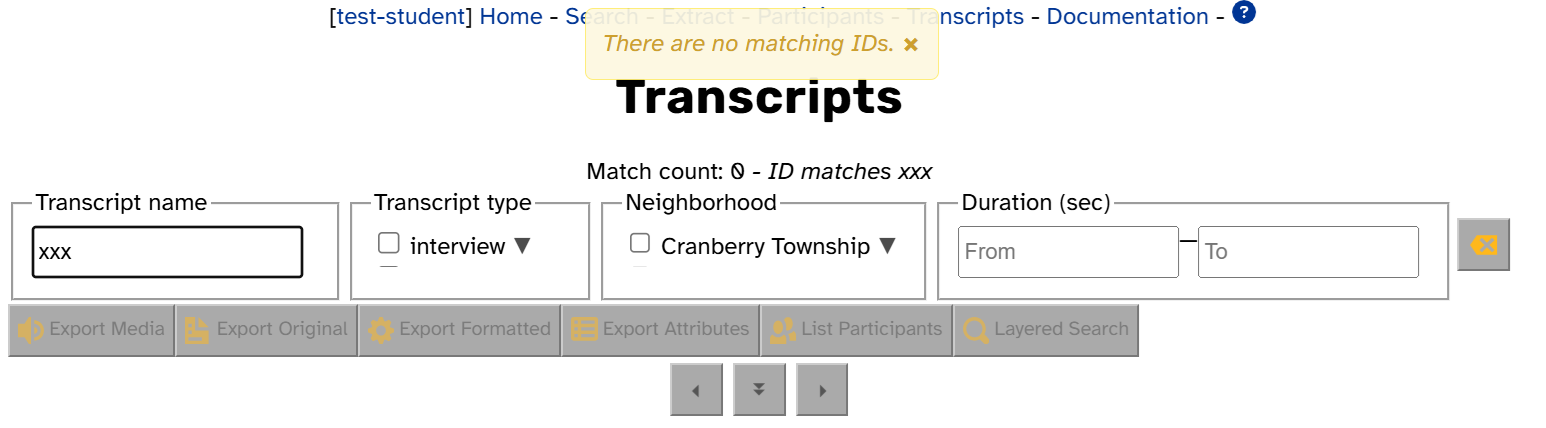 [test-student] Home - Search - Extract - Participants - Transcripts - Documentation - ?
There are no matching IDs. ×
Transcripts
Match count: 0 - ID matches xxx
Transcript name Transcript type Neighborhood Duration (sec)
xxx interview ▼ Cranberry Township ▼ From — To
Export Media Export Original Export Formatted Export Attributes List Participants Layered Search